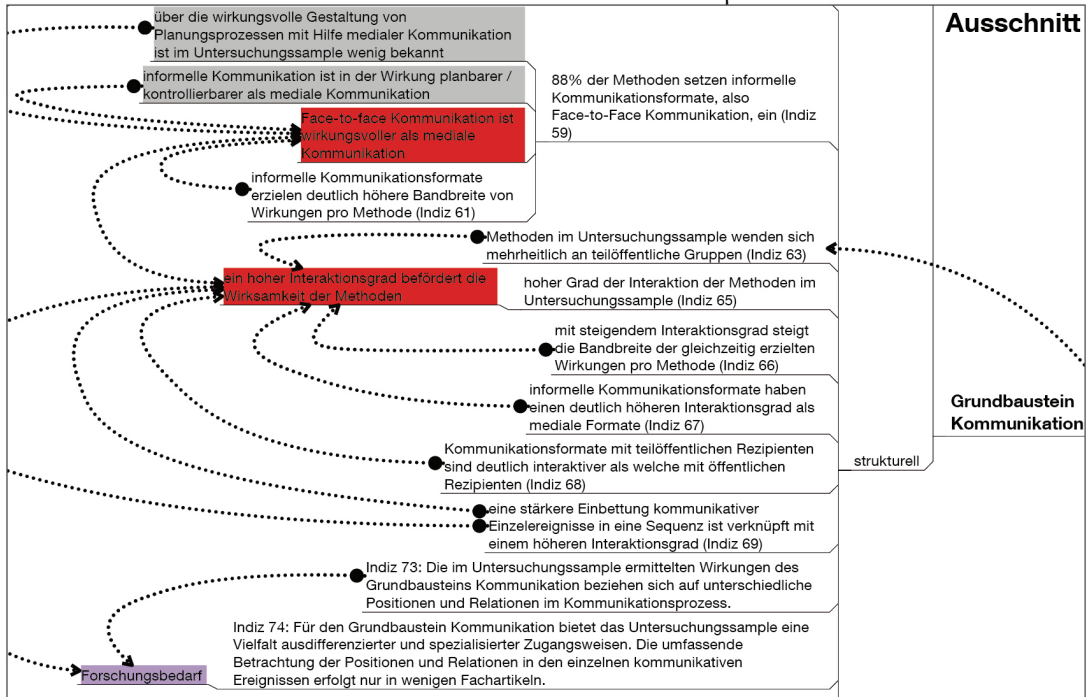 Ausschnitt
über die wirkungsvolle Gestaltung von
Planungsprozessen mit Hilfe medialer Kommunikation
ist im Untersuchungssample wenig bekannt
informelle Kommunikation ist in der Wirkung planbarer /
kontrollierbarer als mediale Kommunikation
88% der Methoden setzen informelle
Kommunikationsformate, also
Face-to-Face Kommunikation, ein (Indiz
59)
Face-to-face Kommunikation ist
wirkungsvoller als mediale
Kommunikation
informelle Kommunikationsformate
erzielen deutlich höhere Bandbreite von
Wirkungen pro Methode (Indiz 61)
Methoden im Untersuchungssample wenden sich
mehrheitlich an teilöffentliche Gruppen (Indiz 63)
ein hoher Interaktionsgrad befördert die
Wirksamkeit der Methoden
hoher Grad der Interaktion der Methoden im
Untersuchungssample (Indiz 65)
mit steigendem Interaktionsgrad steigt
die Bandbreite der gleichzeitig erzielten
Wirkungen pro Methode (Indiz 66)
informelle Kommunikationsformate haben
einen deutlich höheren Interaktionsgrad als
mediale Formate (Indiz 67)
Grundbaustein
Kommunikation
Kommunikationsformate mit teilöffentlichen Rezipienten
sind deutlich interaktiver als welche mit öffentlichen
Rezipienten (Indiz 68)
strukturell
eine stärkere Einbettung kommunikativer
Einzelereignisse in eine Sequenz ist verknüpft mit
einem höheren Interaktionsgrad (Indiz 69)
Indiz 73: Die im Untersuchungssample ermittelten Wirkungen des
Grundbausteins Kommunikation beziehen sich auf unterschiedliche
Positionen und Relationen im Kommunikationsprozess.
Indiz 74: Für den Grundbaustein Kommunikation bietet das Untersuchungssample eine
Vielfalt ausdifferenzierter und spezialisierter Zugangsweisen. Die umfassende
Betrachtung der Positionen und Relationen in den einzelnen kommunikativen
Ereignissen erfolgt nur in wenigen Fachartikeln.
Forschungsbedarf